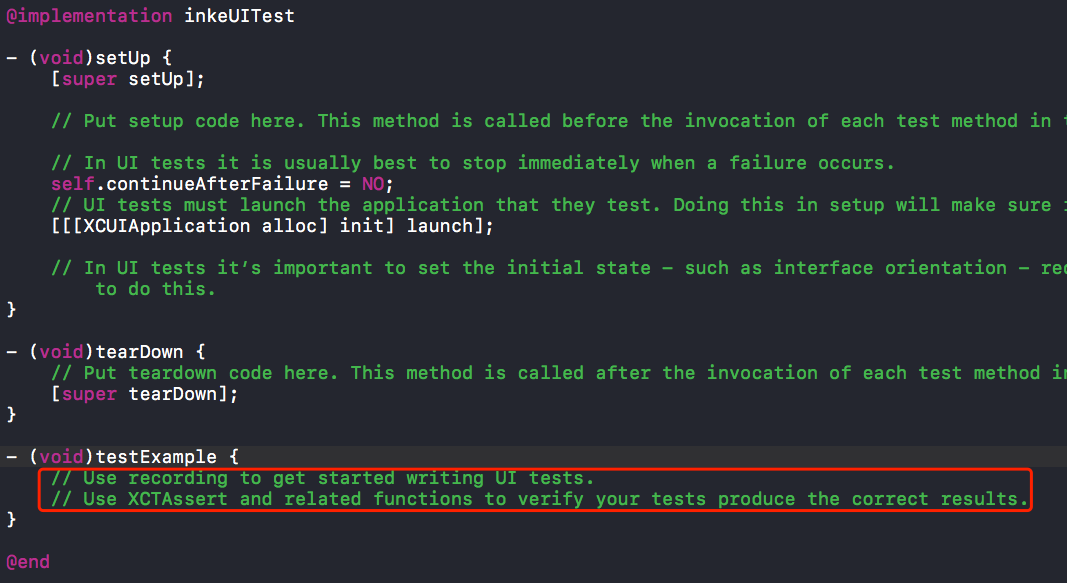 @implementation inkeUITest
- (void)setUp {
[super setUp];
// Put setup code here. This method is called before the invocation of each test method in
// In UI tests it is usually best to stop immediately when a failure occurs.
self.continueAfterFailure = NO;
// UI tests must launch the application that they test. Doing this in setup will make sure
[[[XCUIApplication alloc] init] launch];
// In UI tests it’s important to set the initial state - such as interface orientation -
to do this.
}
- (void)tearDown {
// Put teardown code here. This method is called after the invocation of each test method
[super tearDown];
}
- (void)testExample {
// Use recording to get started writing UI tests.
// Use XCTAssert and related functions to verify your tests produce the correct results.
}
@end